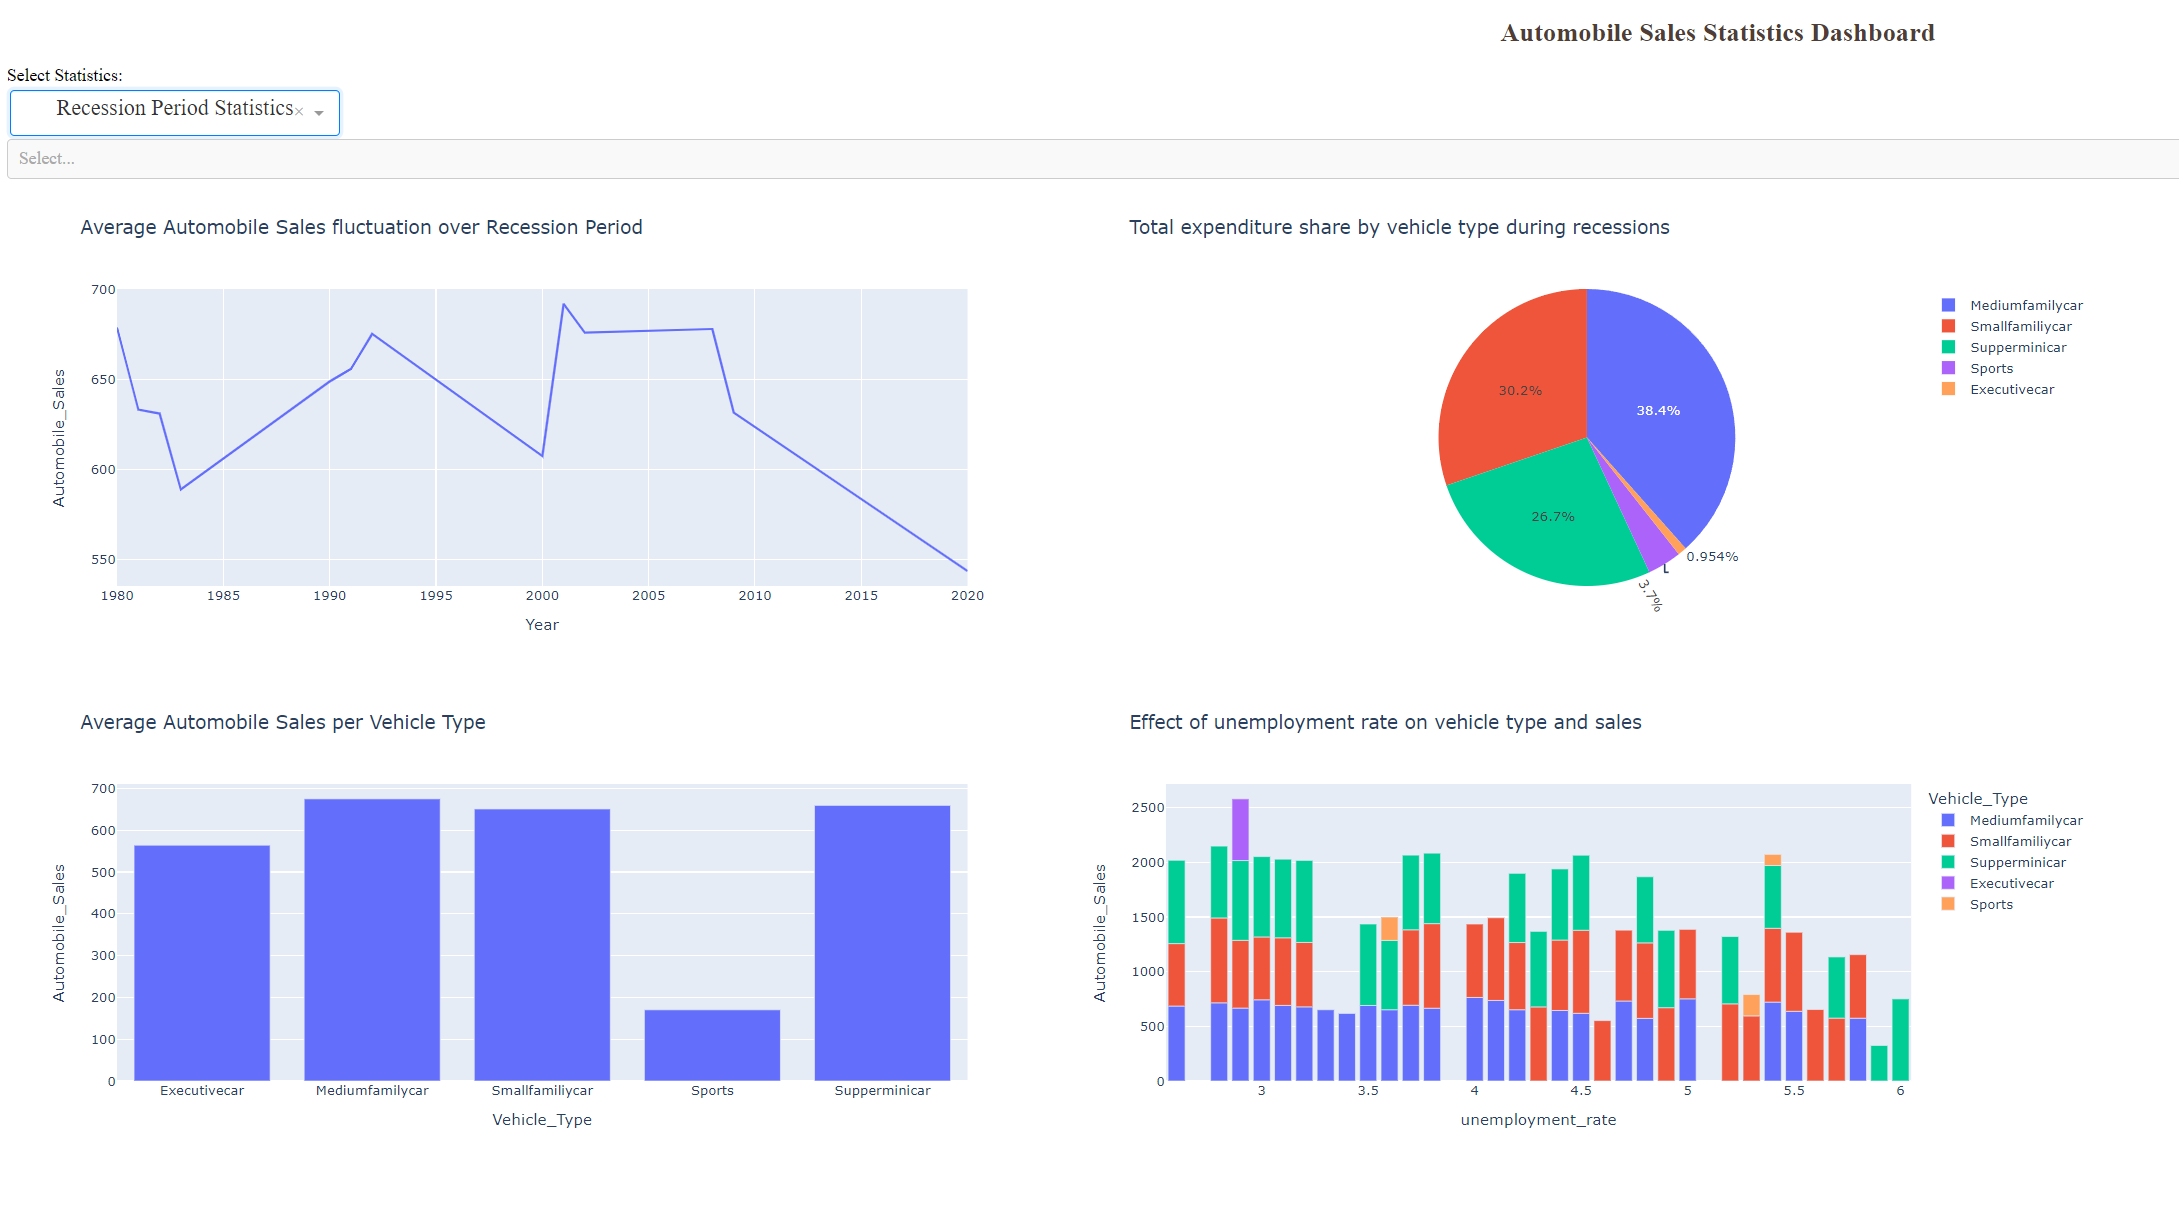 Automobile Sales Statistics Dashboard
Select Statistics:
Recession Period Statistics×
Select...
Average Automobile Sales fluctuation over Recession Period
700
650
600
550
Automobile_Sales
1980 1985 1990 1995 2000 2005 2010 2015 2020
Year
Total expenditure share by vehicle type during recessions
30.2%
38.4%
26.7%
0.954%
3.7%
Mediumfamilycar
Smallfamiliycar
Supperminicar
Sports
Executivecar
Average Automobile Sales per Vehicle Type
700
600
500
400
300
200
100
0
Automobile_Sales
Executivecar Mediumfamilycar Smallfamiliycar Sports Supperminicar
Vehicle_Type
Effect of unemployment rate on vehicle type and sales
2500
2000
1500
1000
500
0
Automobile_Sales
3 3.5 4 4.5 5 5.5 6
unemployment_rate
Vehicle_Type
Mediumfamilycar
Smallfamiliycar
Supperminicar
Executivecar
Sports